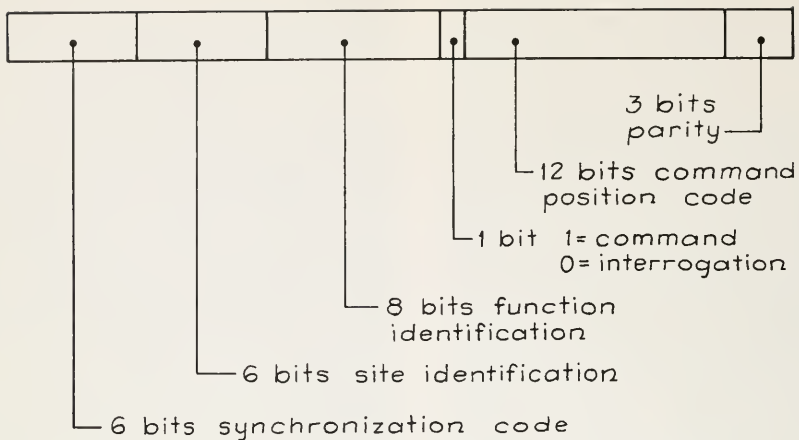 3 bits
parity
12 bits command
position code
1 bit 1= command
0= interrogation
8 bits function
identification
6 bits site identification
6 bits synchronization code